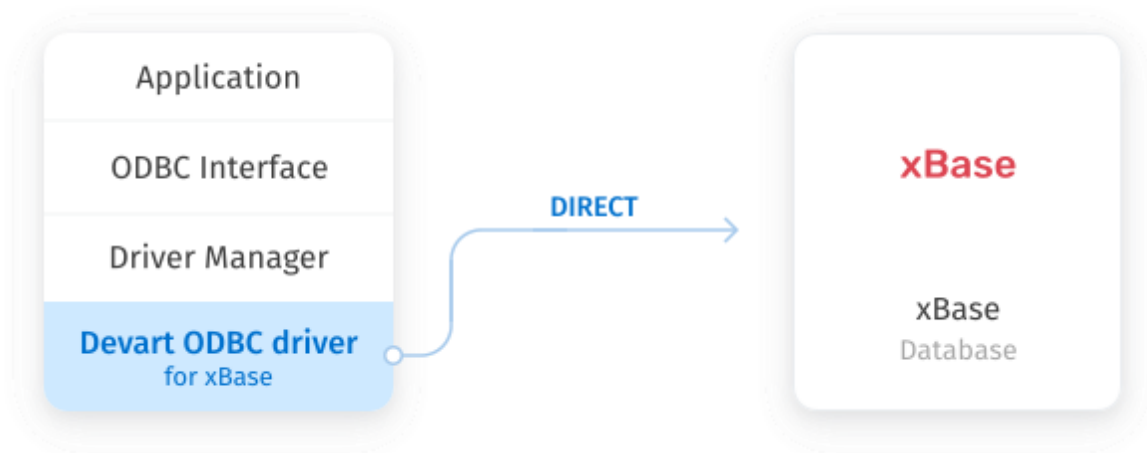 Application
ODBC Interface
Driver Manager
Devart ODBC driver
for xBase
DIRECT
xBase
xBase
Database